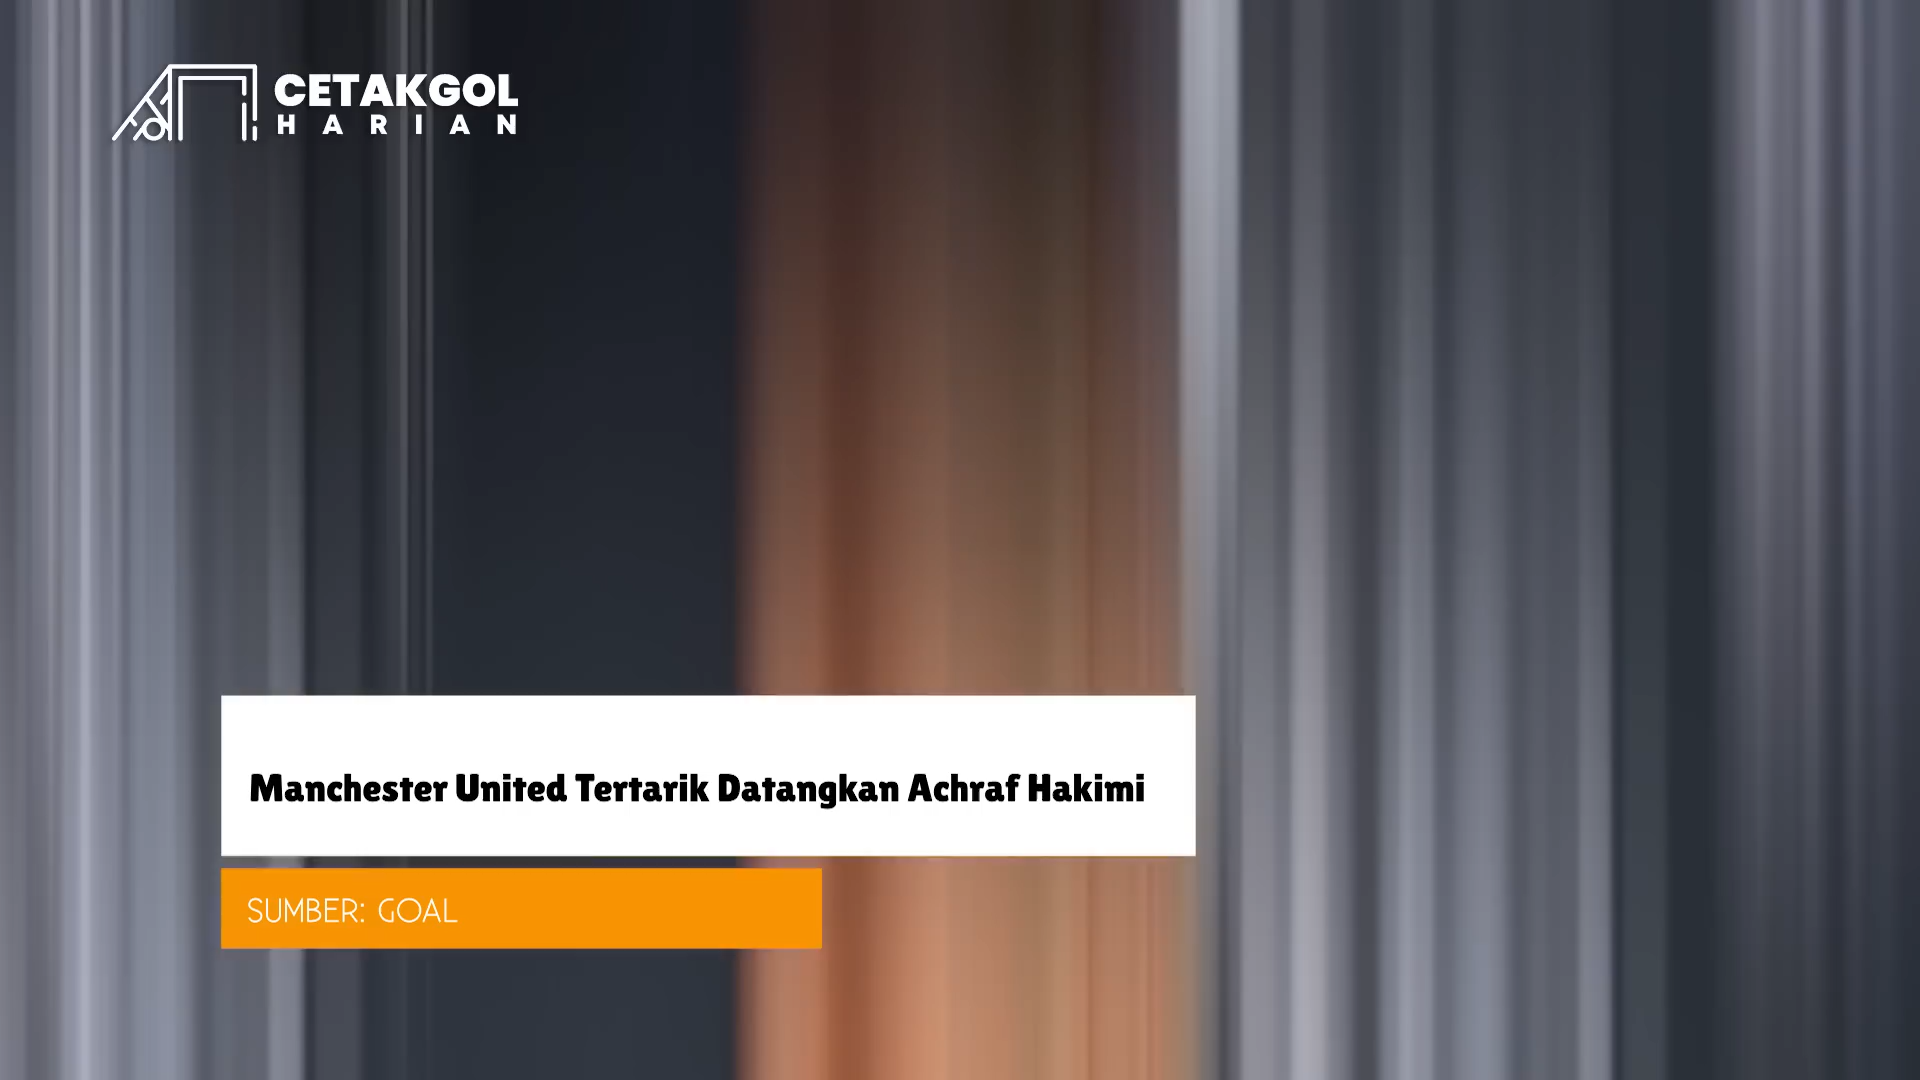 CETAKGOL
HARIAN
Manchester United Tertarik Datangkan Achraf Hakimi
SUMBER: GOAL